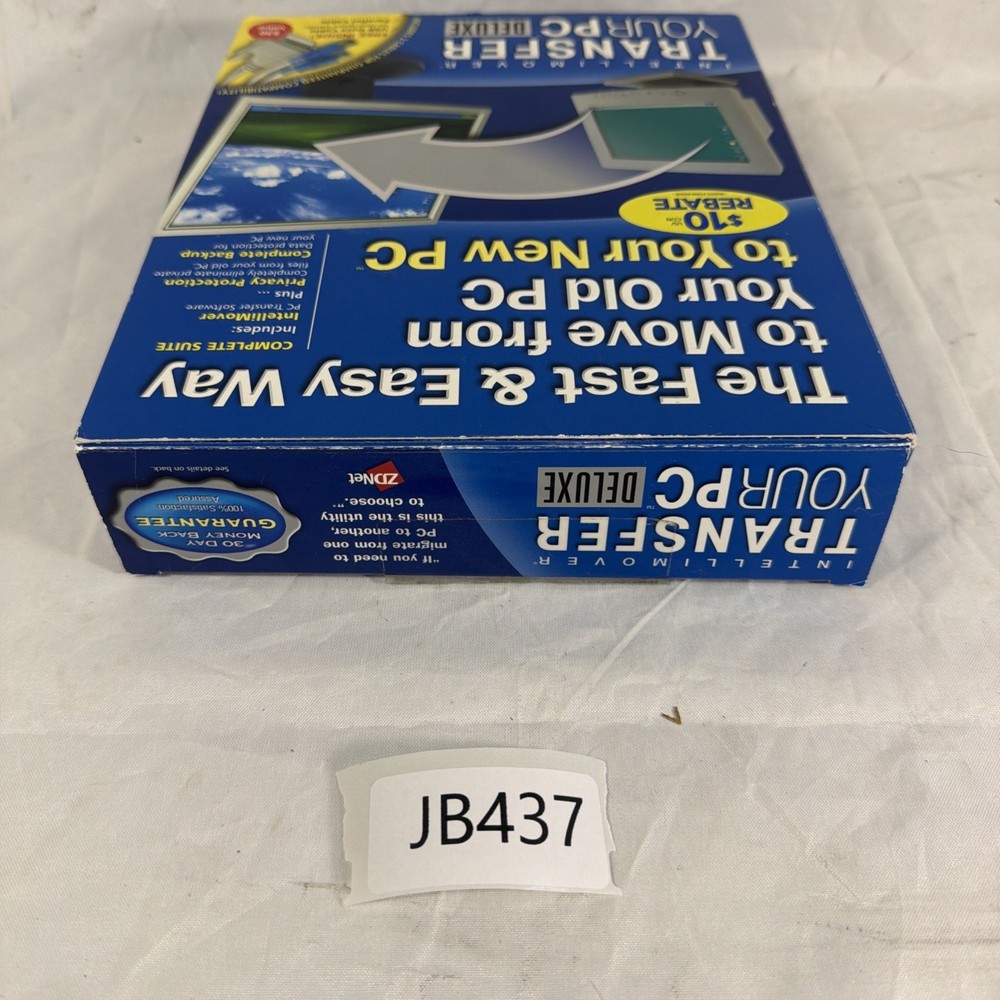 INTELLIMOVER
TRANSFER
YOUR PC DELUXE
$10
REBATE
The Fast & Easy Way
to Move from
Your Old PC
to Your New PC™
COMPLETE SUITE
Includes:
IntelliMover
PC Transfer Software
Plus ...
Privacy Protection
Completely eliminate private
files from your old PC.
Complete Backup
Data protection for
your new PC
INTELLIMOVER®
TRANSFER
YOUR PC™ DELUXE
"If you need to
migrate from one
PC to another,
this is the utility
to choose."
ZDNet
30 DAY
MONEY BACK
GUARANTEE
100% Satisfaction
Assured
See details on back.
JB437